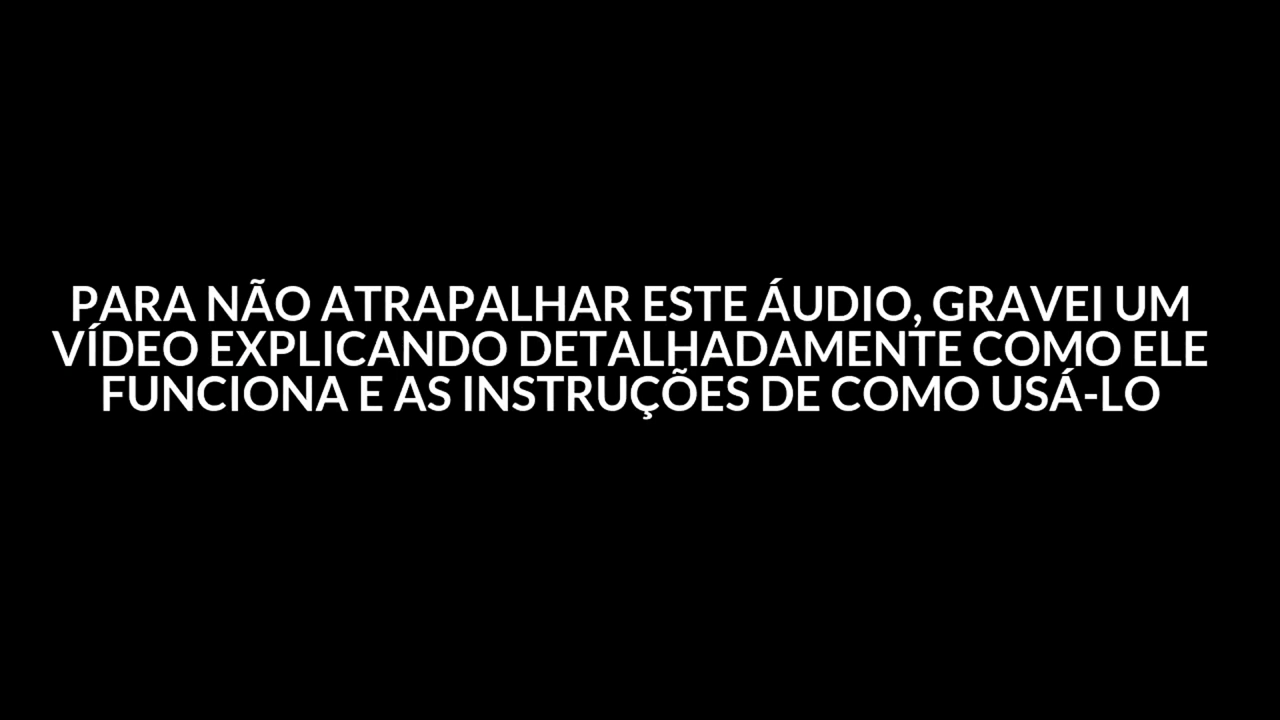 PARA NÃO ATRAPALHAR ESTE ÁUDIO, GRAVEI UM
VÍDEO EXPLICANDO DETALHADAMENTE COMO ELE
FUNCIONA E AS INSTRUÇÕES DE COMO USÁ-LO